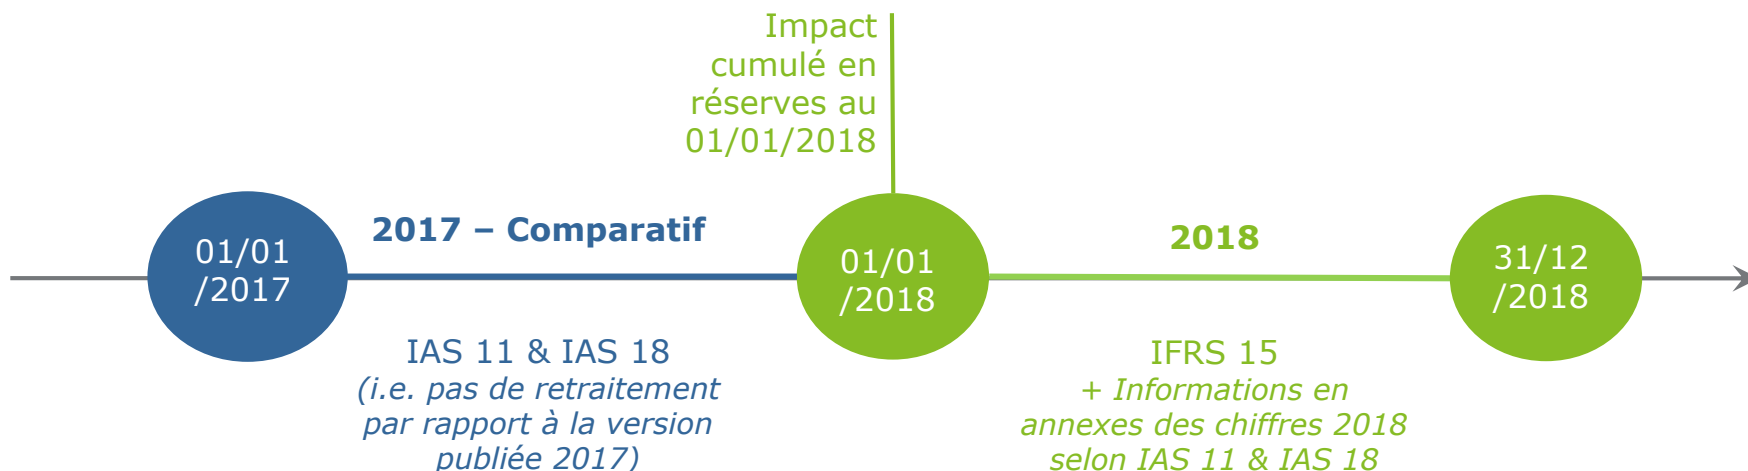 Impact
cumulé en
réserves au
01/01/2018
2017 – Comparatif
2018
01/01
/2017
01/01
/2018
31/12
/2018
IAS 11 & IAS 18
(i.e. pas de retraitement
par rapport à la version
publiée 2017)
IFRS 15
+ Informations en
annexes des chiffres 2018
selon IAS 11 & IAS 18